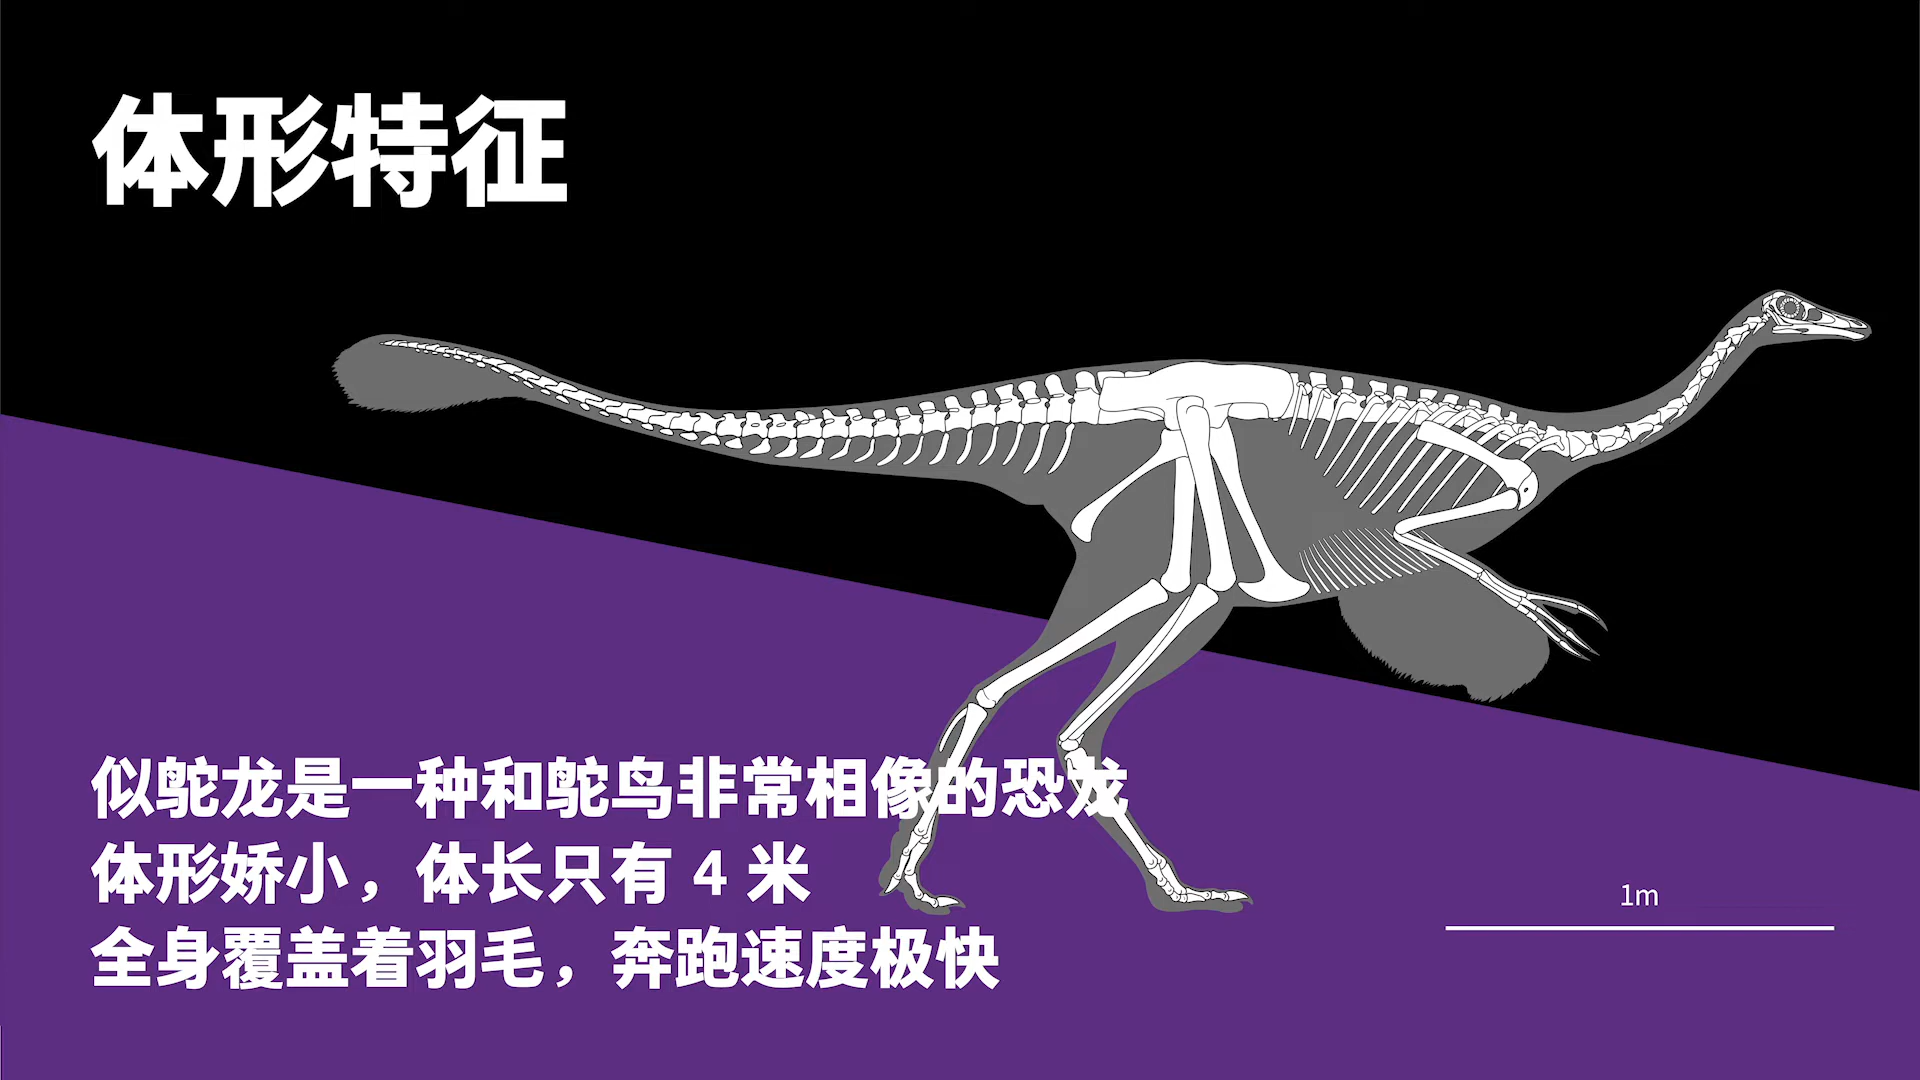 体形特征
似鸵龙是一种和鸵鸟非常相像的恐龙
体形娇小，体长只有 4 米
全身覆盖着羽毛，奔跑速度极快
1m